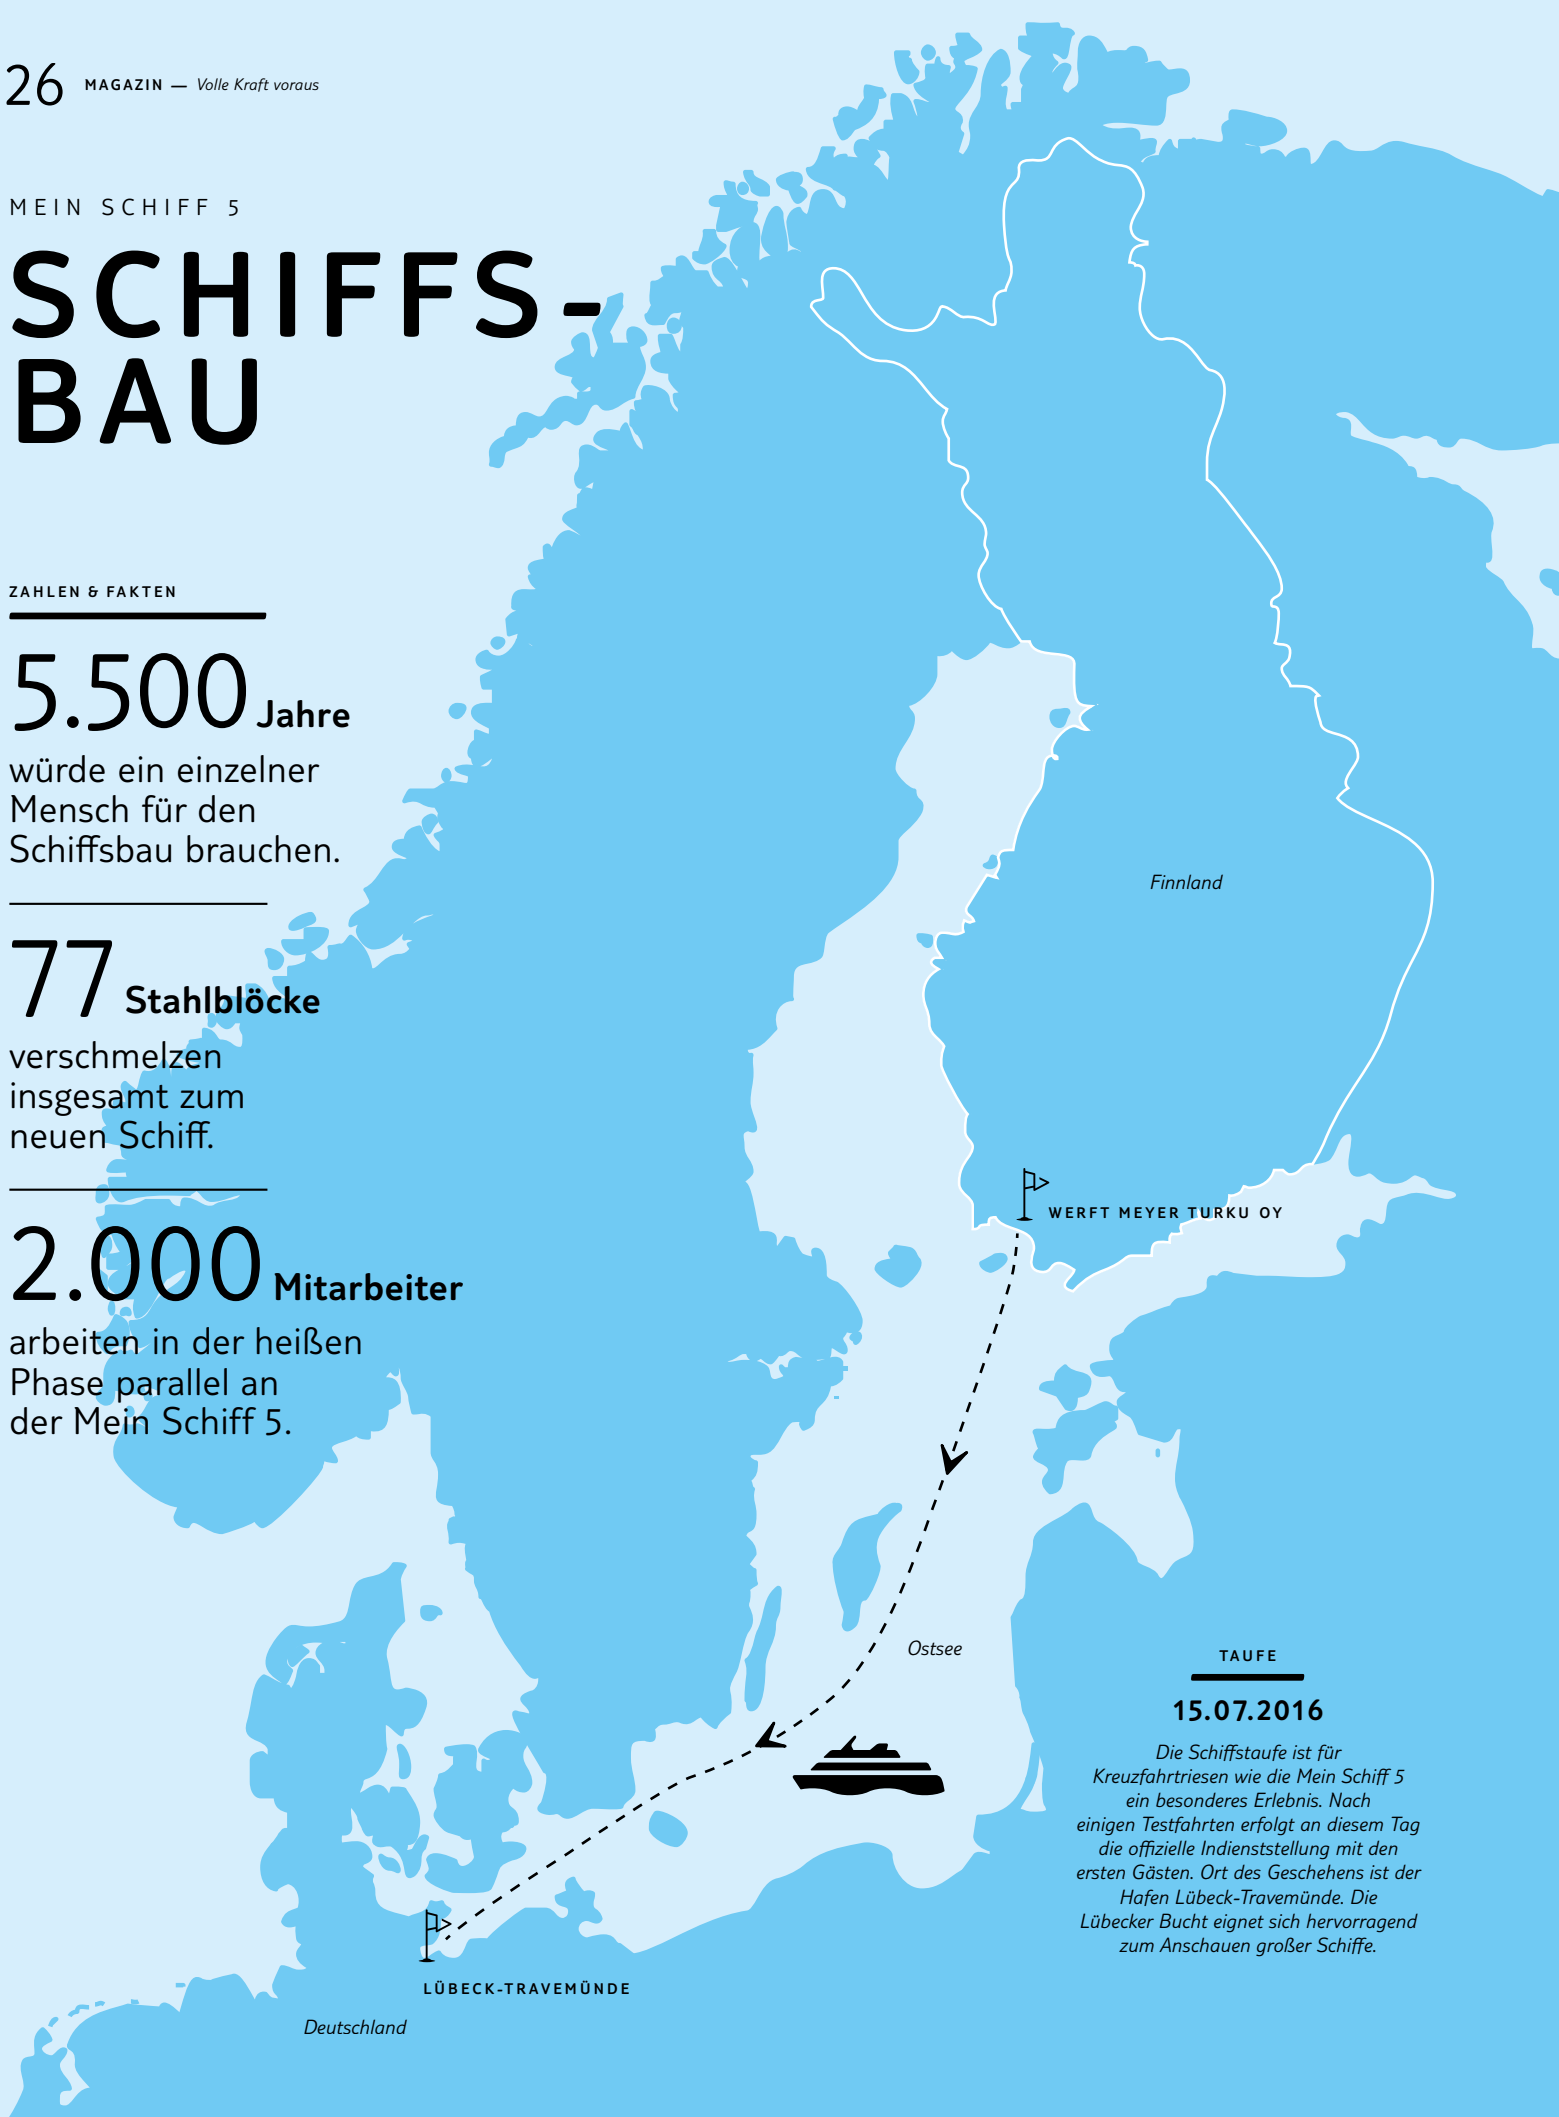 26 MAGAZIN — Volle Kraft voraus
MEIN SCHIFF 5
SCHIFFS-
BAU
ZAHLEN & FAKTEN
5.500 Jahre
würde ein einzelner
Mensch für den
Schiffsbau brauchen.
77 Stahlblöcke
verschmelzen
insgesamt zum
neuen Schiff.
2.000 Mitarbeiter
arbeiten in der heißen
Phase parallel an
der Mein Schiff 5.
Finnland
WERFT MEYER TURKU OY
Ostsee
LÜBECK-TRAVEMÜNDE
Deutschland
TAUFE
15.07.2016
Die Schiffstaufe ist für
Kreuzfahrtriesen wie die Mein Schiff 5
ein besonderes Erlebnis. Nach
einigen Testfahrten erfolgt an diesem Tag
die offizielle Indienststellung mit den
ersten Gästen. Ort des Geschehens ist der
Hafen Lübeck-Travemünde. Die
Lübecker Bucht eignet sich hervorragend
zum Anschauen großer Schiffe.